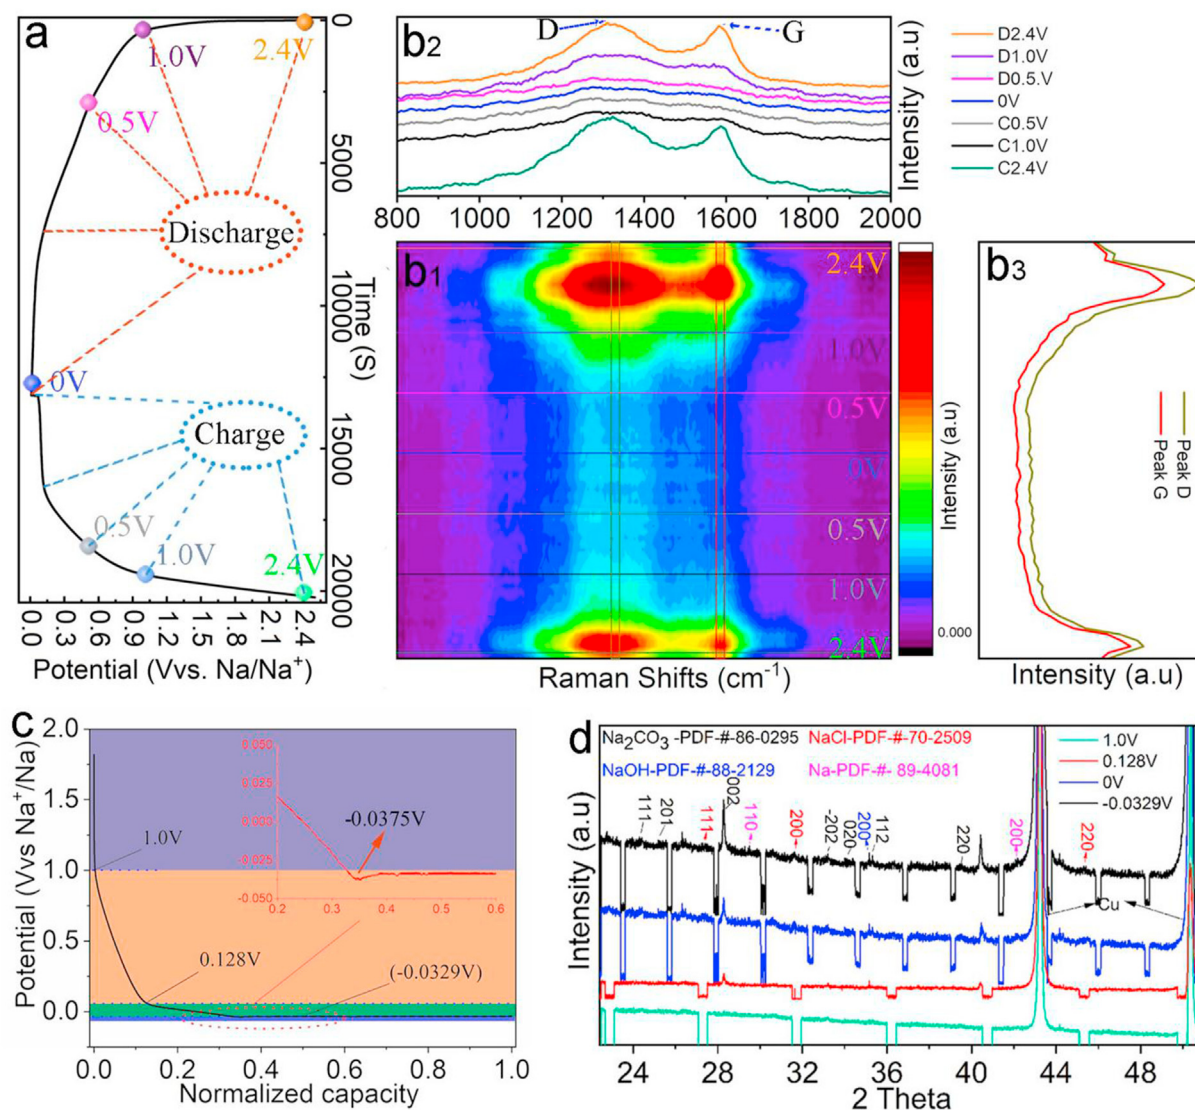 a
0
1.0V
2.4V
0.5V
5000
Discharge
10000
Time (S)
0V
Charge
15000
0.5V
1.0V
2.4V
20000
0.0
0.3
0.6
0.9
1.2
1.5
1.8
2.1
2.4
Potential (Vvs. Na/Na⁺)
b2
D
G
Intensity (a.u)
800 1000 1200 1400 1600 1800 2000
D2.4V
D1.0V
D0.5.V
0V
C0.5V
C1.0V
C2.4V
b1
2.4V
1.0V
0.5V
0V
0.5V
1.0V
2.4V
Raman Shifts (cm⁻¹)
Intensity (a.u)
0.000
b3
Peak D
Peak G
Intensity (a.u)
c
2.0
1.5
1.0
0.5
0.0
Potential (Vvs Na⁺/Na)
1.0V
0.050
0.025
0.000
-0.025
-0.050
-0.0375V
0.2 0.3 0.4 0.5 0.6
0.128V
(-0.0329V)
0.0 0.2 0.4 0.6 0.8 1.0
Normalized capacity
d
Na₂CO₃ -PDF-#-86-0295
NaCl-PDF-#-70-2509
NaOH-PDF-#-88-2129
Na-PDF-#- 89-4081
1.0V
0.128V
0V
-0.0329V
111
201
111
002
110
200
-202
020
200
112
220
200
220
Cu
Intensity (a.u)
24 28 32 36 40 44 48
2 Theta